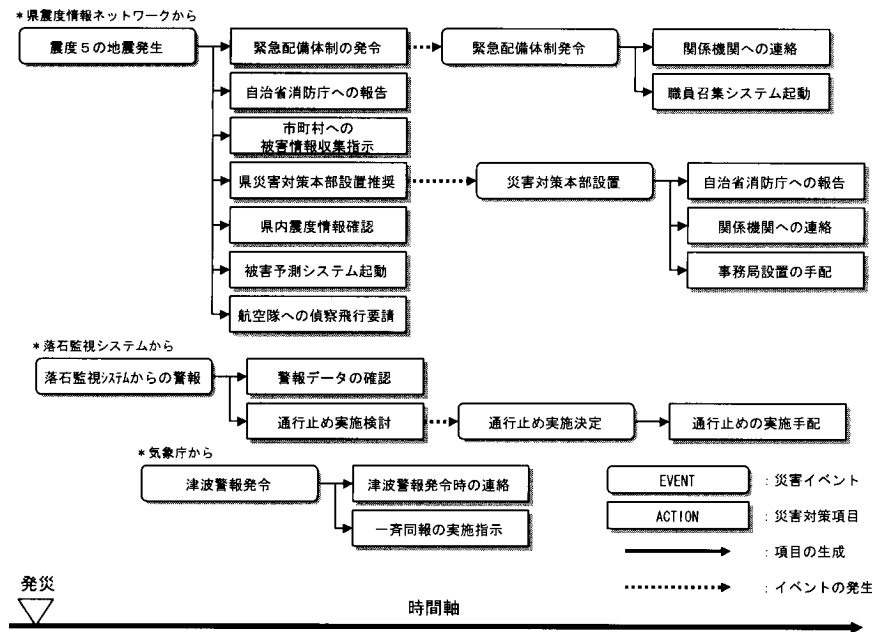 *県震度情報ネットワークから
震度5の地震発生
緊急配備体制の発令
緊急配備体制発令
関係機関への連絡
職員召集システム起動
自治省消防庁への報告
市町村への
被害情報収集指示
県災害対策本部設置推奨
災害対策本部設置
自治省消防庁への報告
関係機関への連絡
事務局設置の手配
県内震度情報確認
被害予測システム起動
航空隊への偵察飛行要請
*落石監視システムから
落石監視ｼｽﾃﾑからの警報
警報データの確認
通行止め実施検討
通行止め実施決定
通行止めの実施手配
*気象庁から
津波警報発令
津波警報発令時の連絡
一斉同報の実施指示
EVENT
：災害イベント
ACTION
：災害対策項目
：項目の生成
：イベントの発生
発災
時間軸